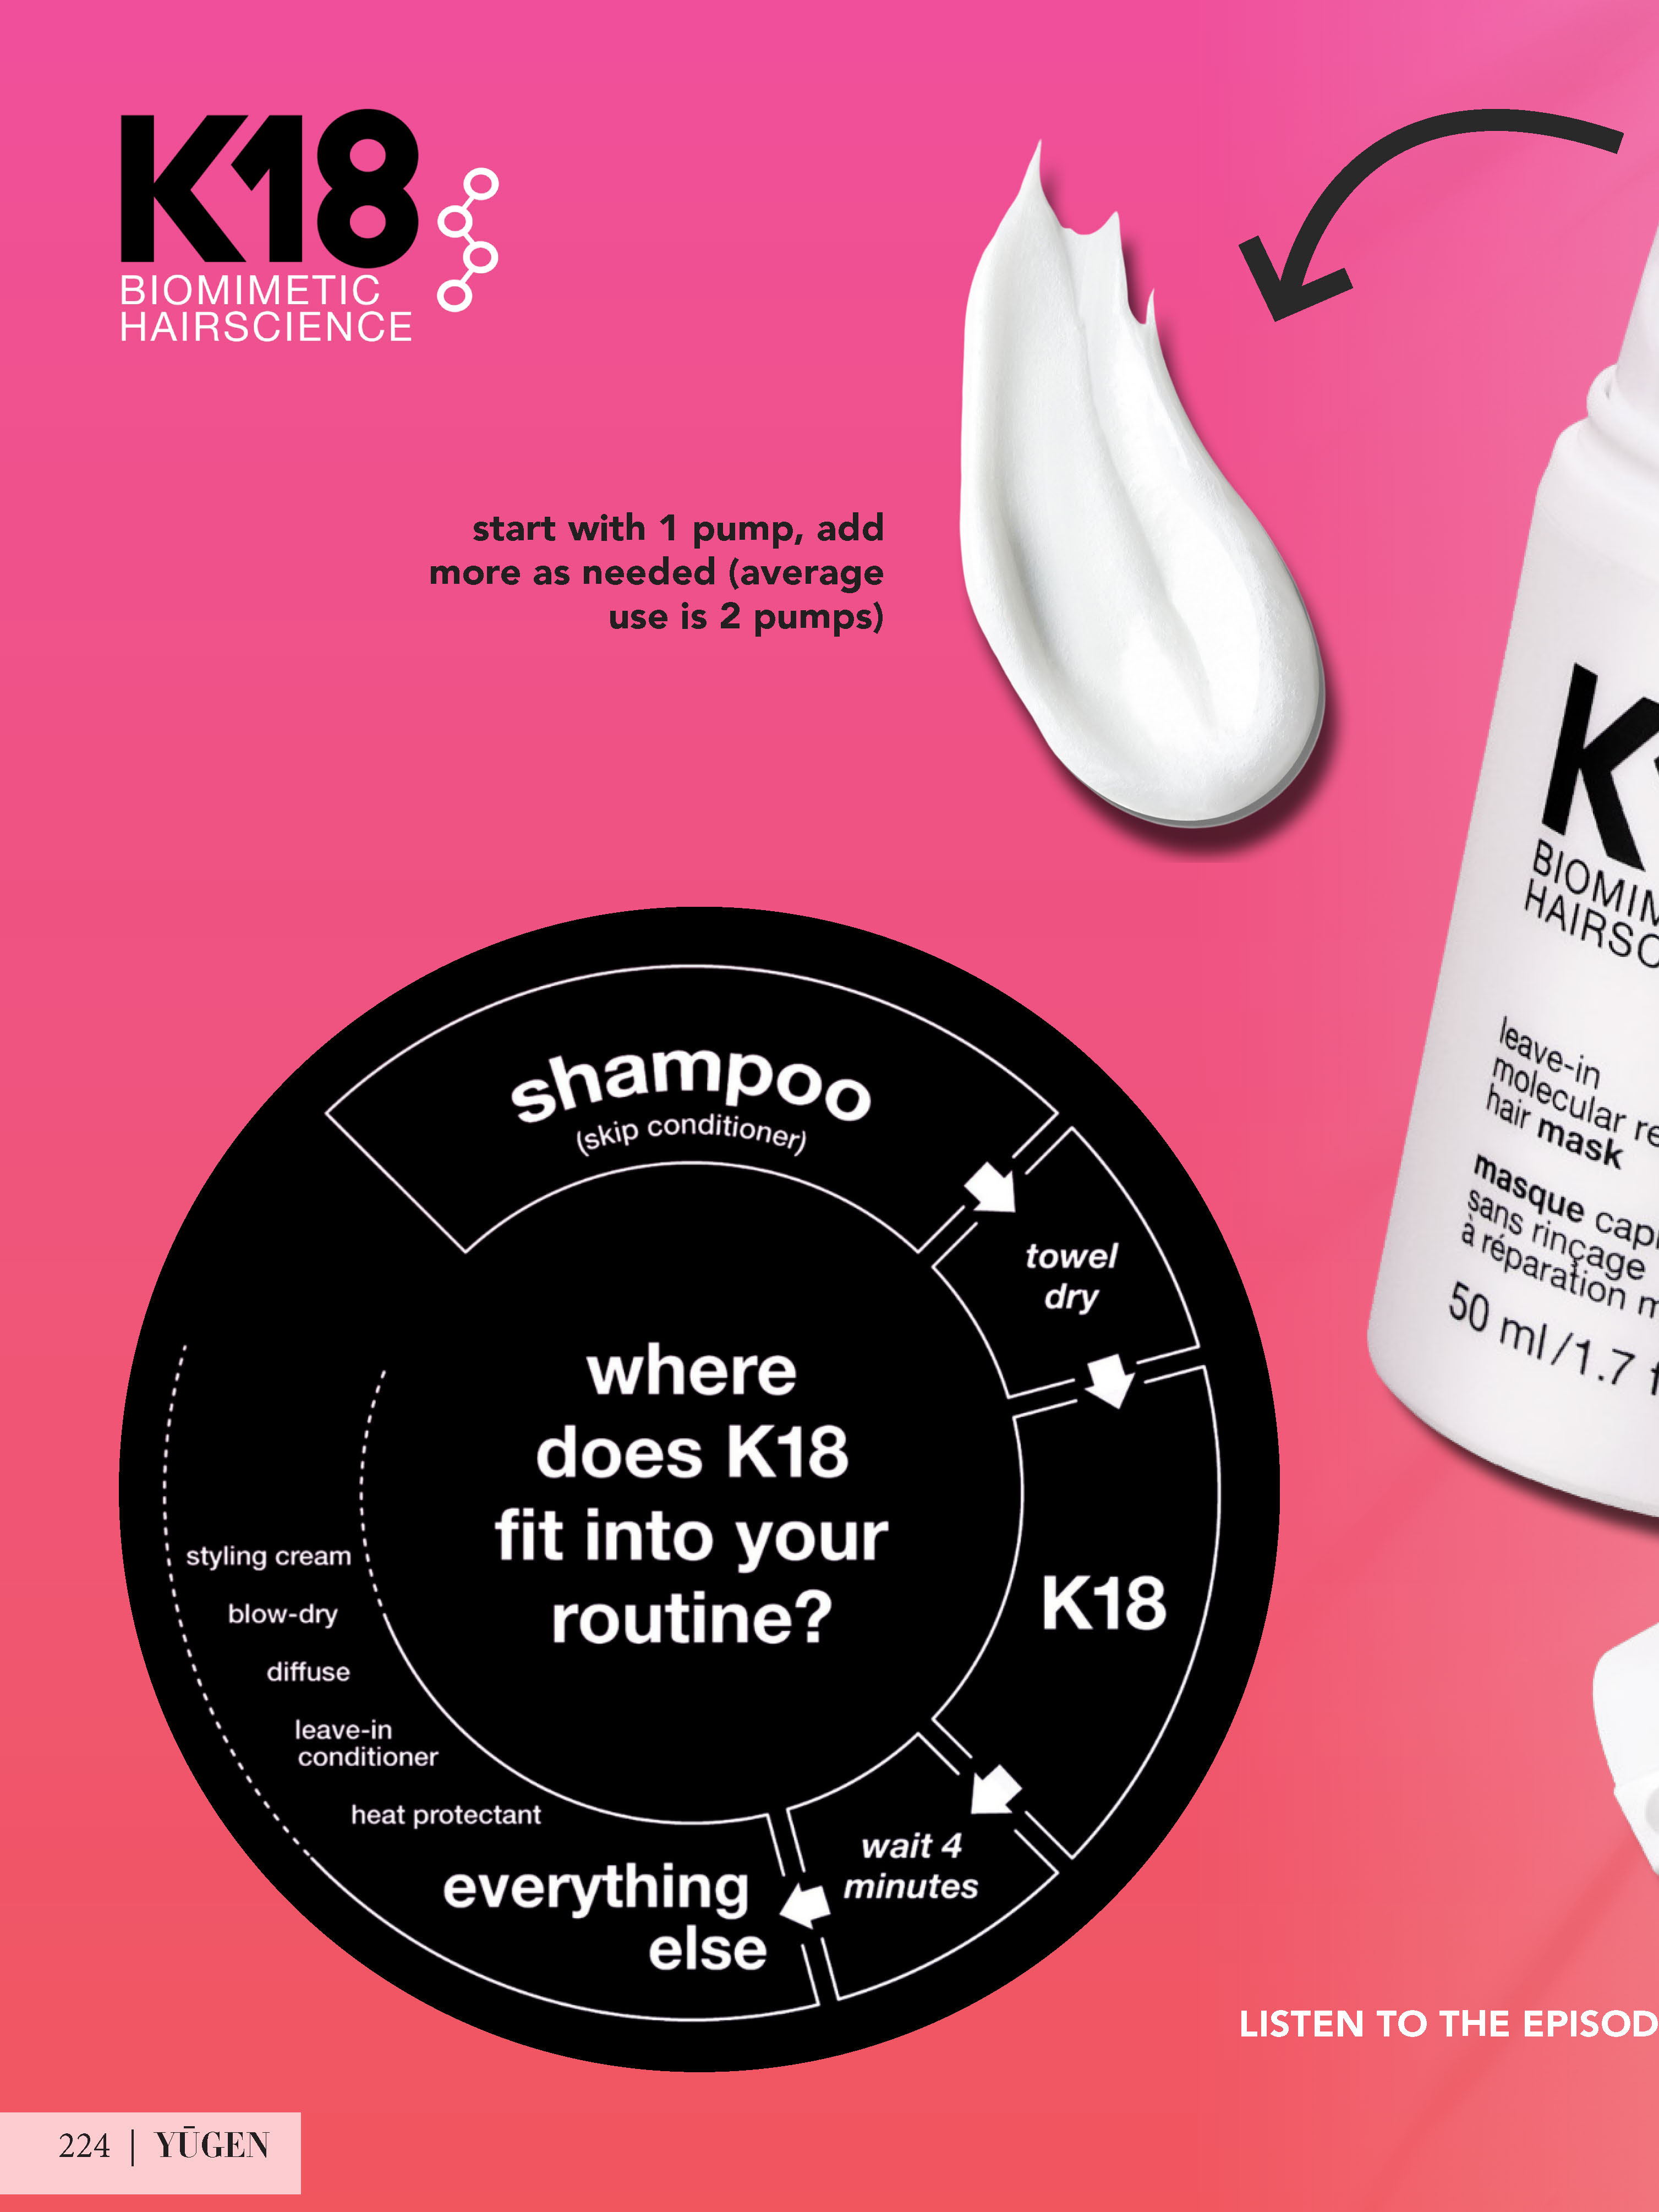 K18
BIOMIMETIC
HAIRSCIENCE
start with 1 pump, add
more as needed (average
use is 2 pumps)
K
BIOMIM
HAIRSC
leave-in
molecular re
hair mask
masque capi
sans rinçage
à réparation m
50 ml/1.7 f
shampoo
(skip conditioner)
towel
dry
K18
wait 4
minutes
everything
else
heat protectant
leave-in
conditioner
diffuse
blow-dry
styling cream
where
does K18
fit into your
routine?
LISTEN TO THE EPISOD
224 | YŪGEN